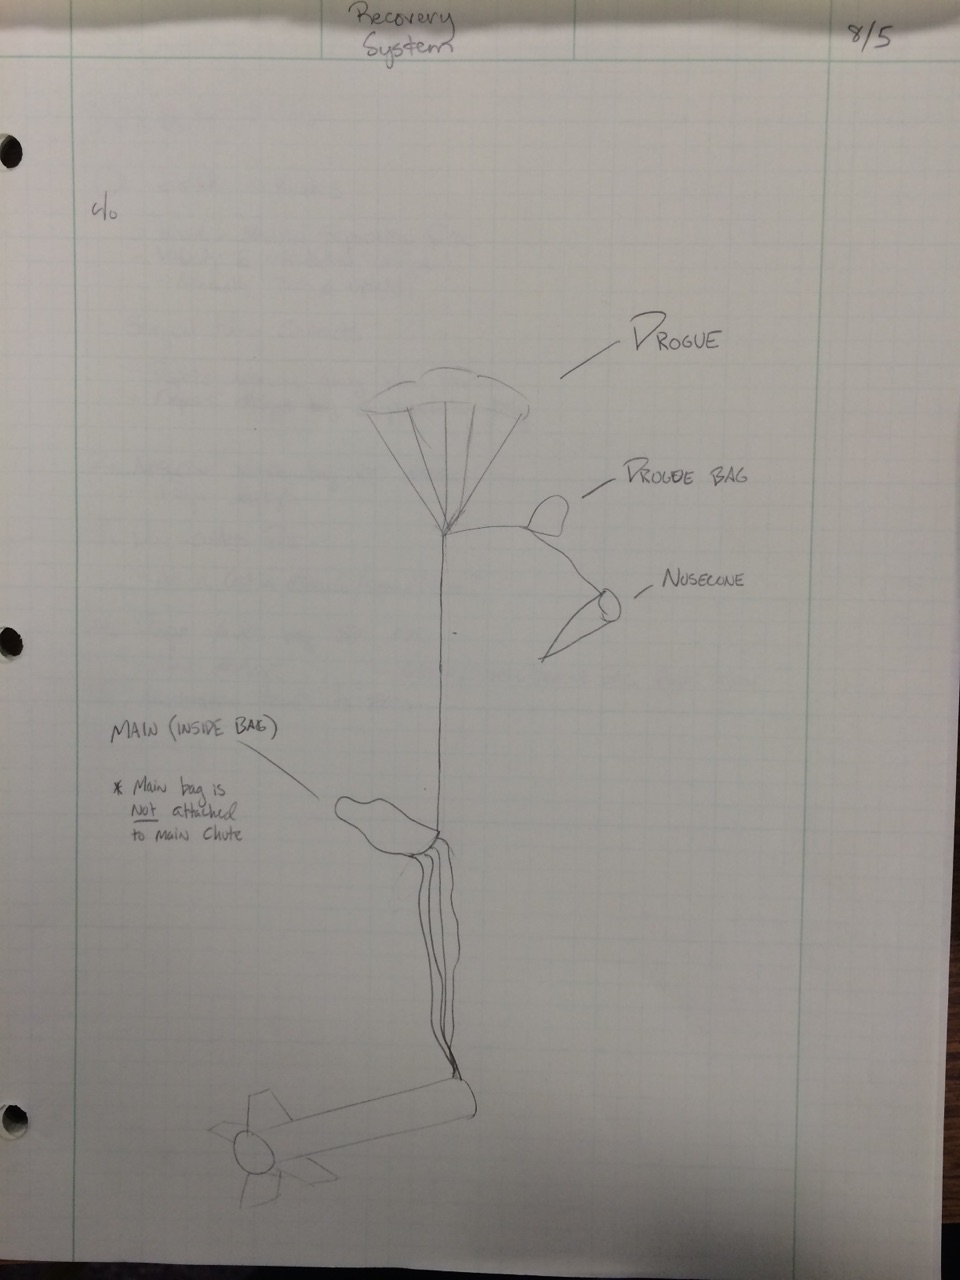 Recovery
System
8/5
c/o
DROGUE
DROGUE BAG
NOSECONE
MAIN (INSIDE BAG)
* Main bag is
NOT attached
to main chute